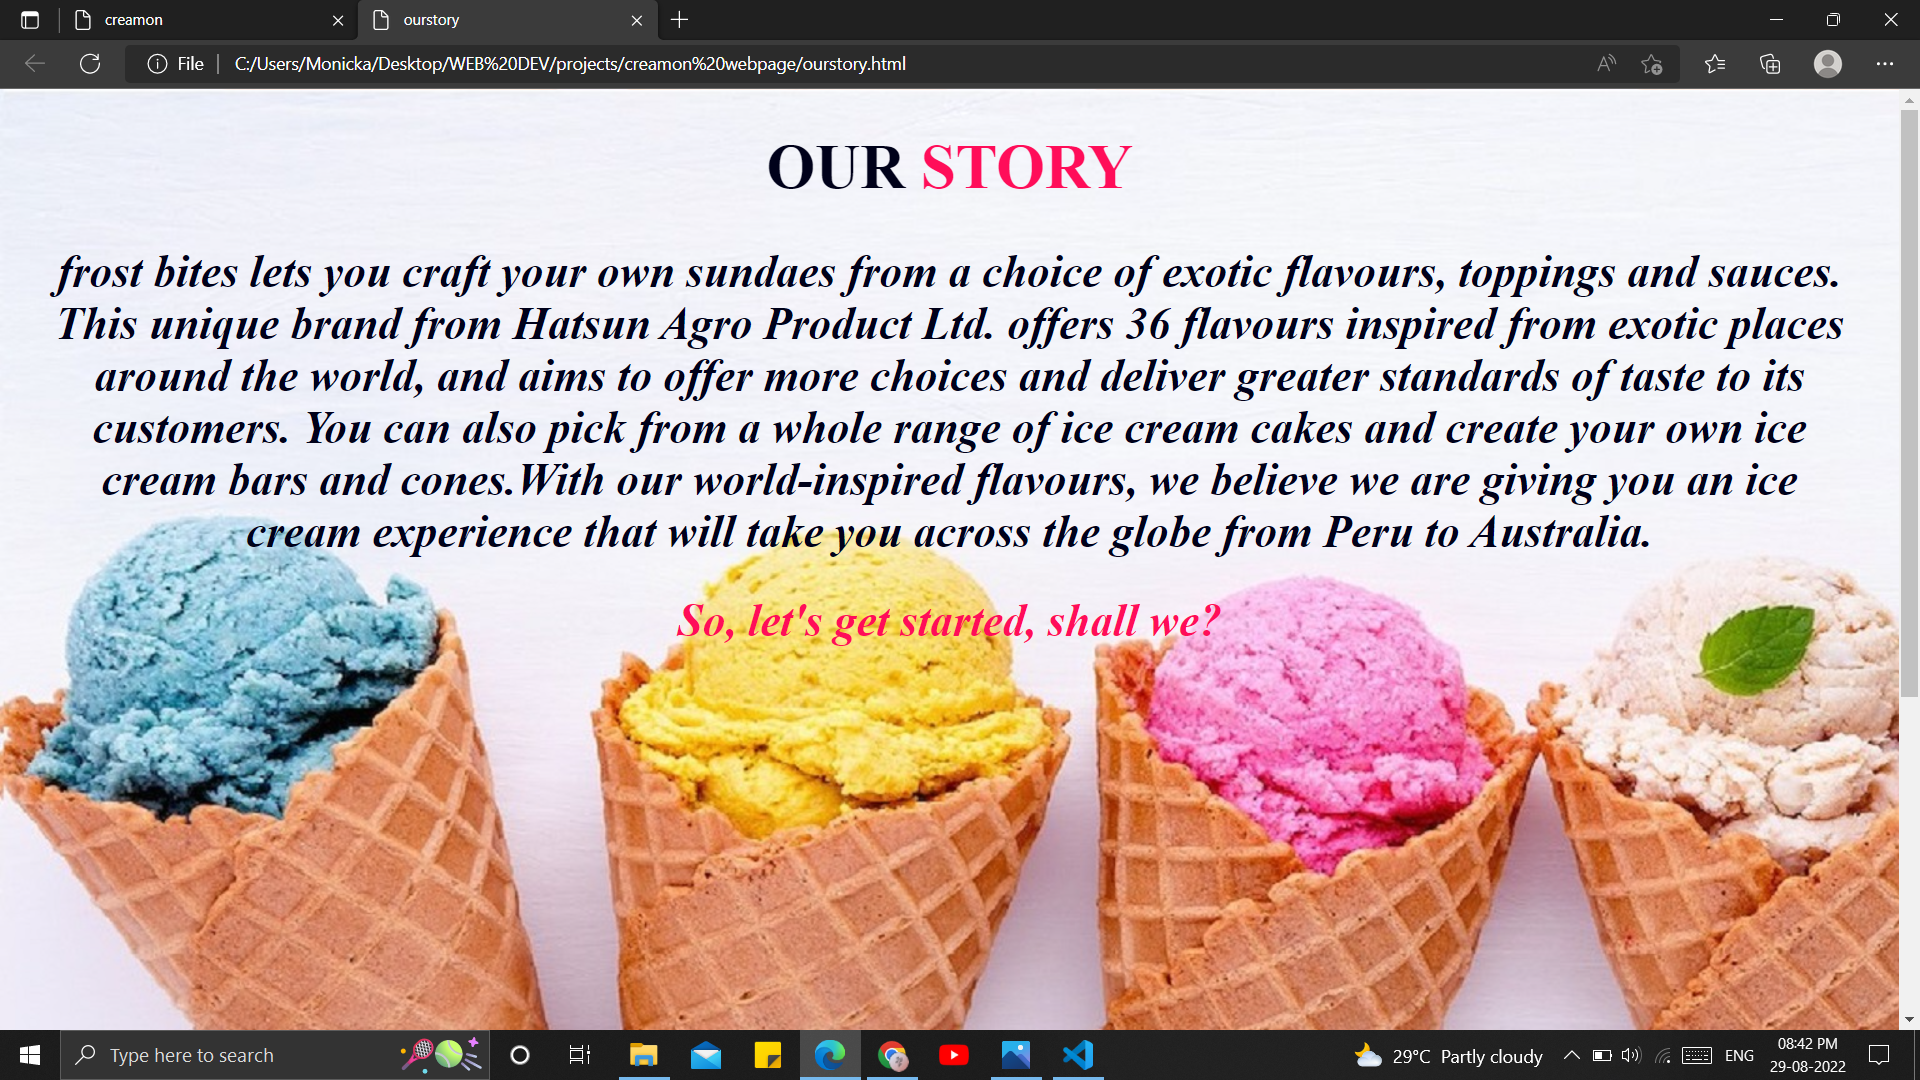 creamon
ourstory
File
C:/Users/Monicka/Desktop/WEB%20DEV/projects/creamon%20webpage/ourstory.html
OUR STORY
frost bites lets you craft your own sundaes from a choice of exotic flavours, toppings and sauces.
This unique brand from Hatsun Agro Product Ltd. offers 36 flavours inspired from exotic places
around the world, and aims to offer more choices and deliver greater standards of taste to its
customers. You can also pick from a whole range of ice cream cakes and create your own ice
cream bars and cones.With our world-inspired flavours, we believe we are giving you an ice
cream experience that will take you across the globe from Peru to Australia.
So, let's get started, shall we?
Type here to search
29°C Partly cloudy
ENG
08:42 PM
29-08-2022